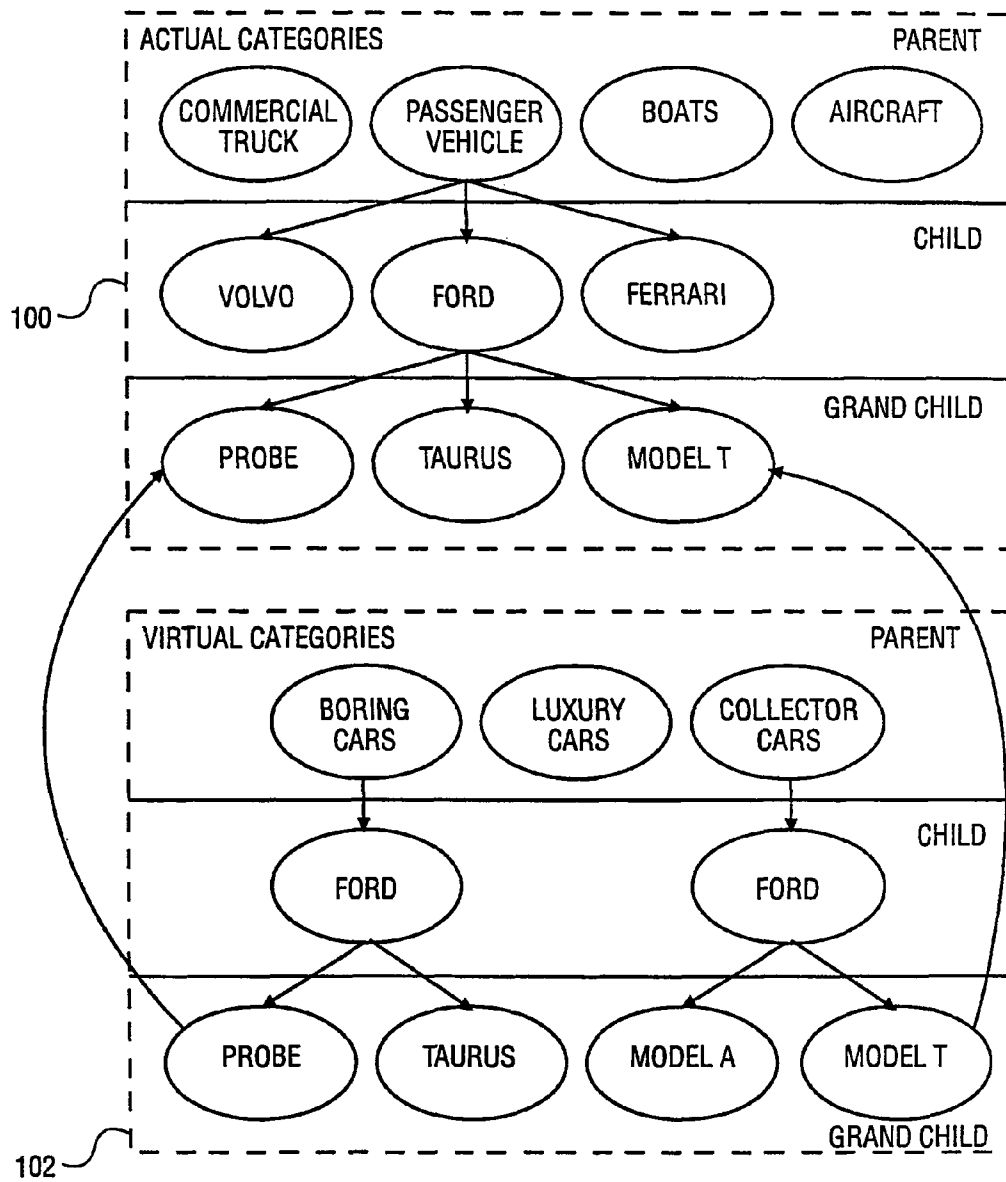 ACTUAL CATEGORIES PARENT
COMMERCIAL TRUCK
PASSENGER VEHICLE
BOATS
AIRCRAFT
CHILD
100
VOLVO
FORD
FERRARI
GRAND CHILD
PROBE
TAURUS
MODEL T
VIRTUAL CATEGORIES PARENT
BORING CARS
LUXURY CARS
COLLECTOR CARS
CHILD
FORD
FORD
PROBE
TAURUS
MODEL A
MODEL T
GRAND CHILD
102